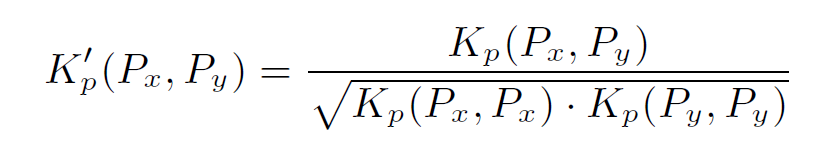 K'_p(P_x, P_y) = \frac{K_p(P_x, P_y)}{\sqrt{K_p(P_x, P_x) \cdot K_p(P_y, P_y)}}